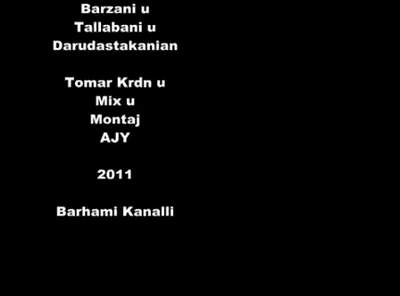 Barzani u
Tallabani u
Darudastakanian
Tomar Krdn u
Mix u
Montaj
AJY
2011
Barhami Kanalli